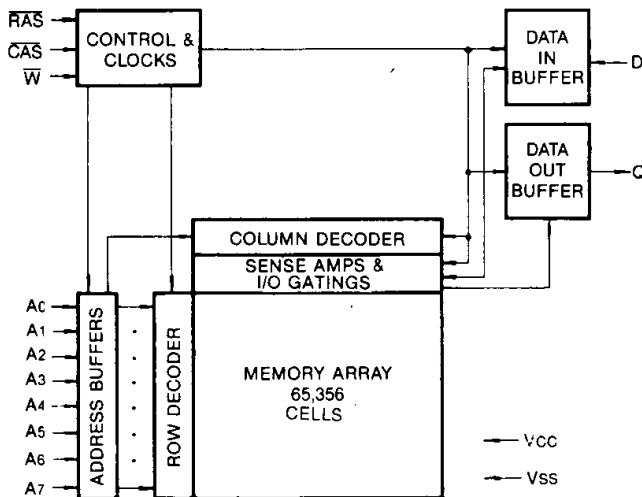 RAS
CAS
W
CONTROL &
CLOCKS
DATA
IN
BUFFER
D
DATA
OUT
BUFFER
Q
COLUMN DECODER
SENSE AMPS &
I/O GATINGS
A0
A1
A2
A3
A4
A5
A6
A7
ADDRESS BUFFERS
ROW DECODER
MEMORY ARRAY
65,356
CELLS
VCC
VSS